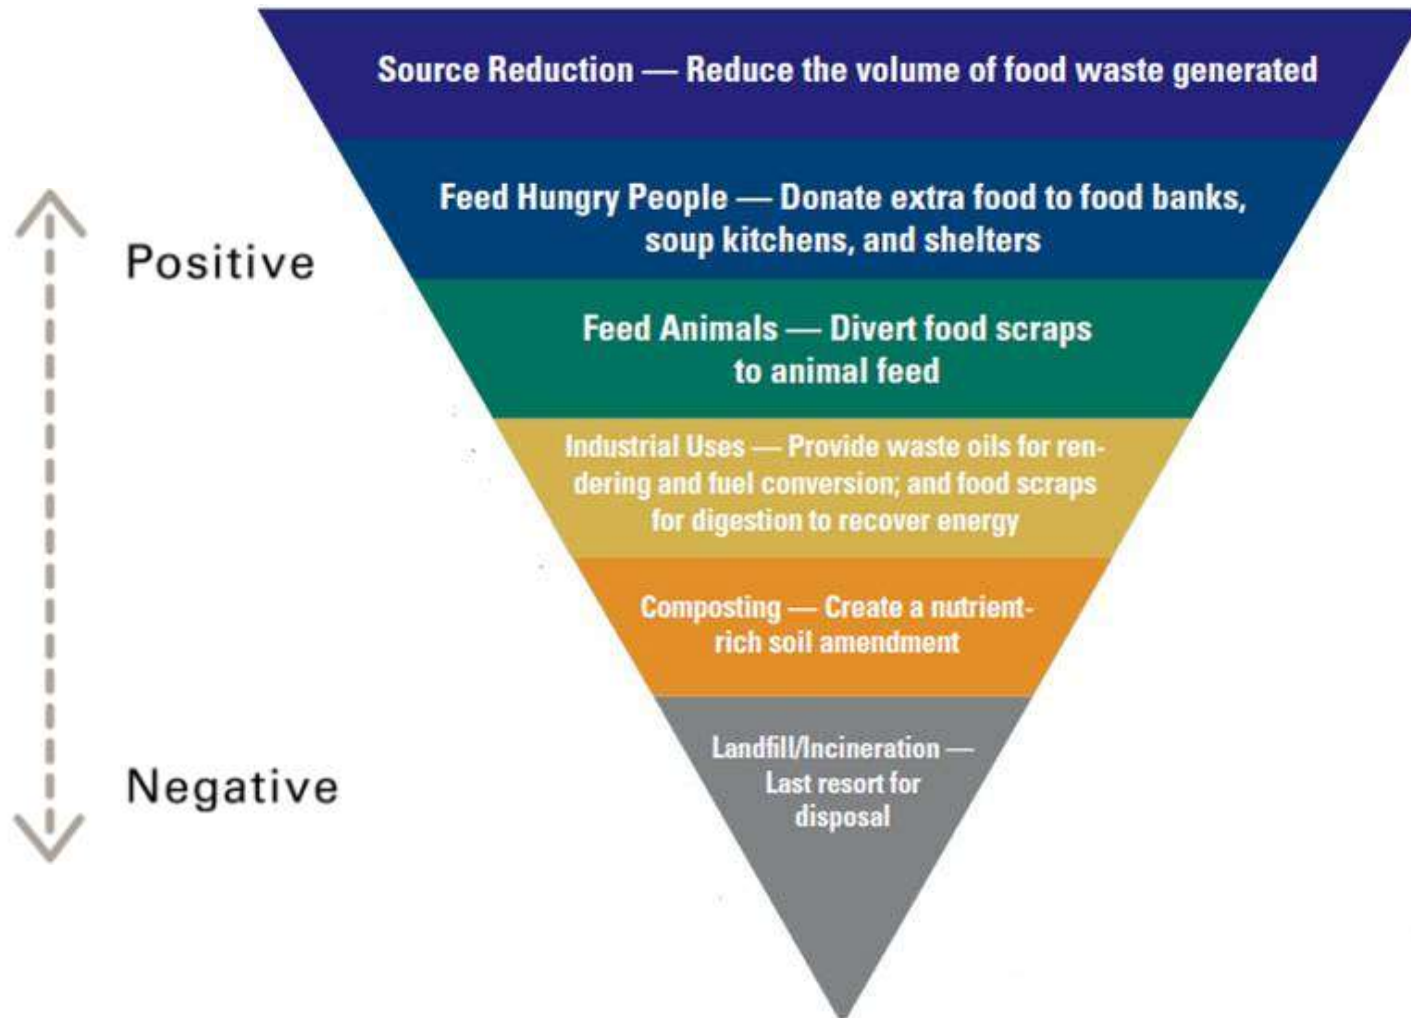 Source Reduction — Reduce the volume of food waste generated
Feed Hungry People — Donate extra food to food banks,
soup kitchens, and shelters
Positive
Feed Animals — Divert food scraps
to animal feed
Industrial Uses — Provide waste oils for ren-
dering and fuel conversion; and food scraps
for digestion to recover energy
Composting — Create a nutrient-
rich soil amendment
Landfill/Incineration —
Last resort for
disposal
Negative